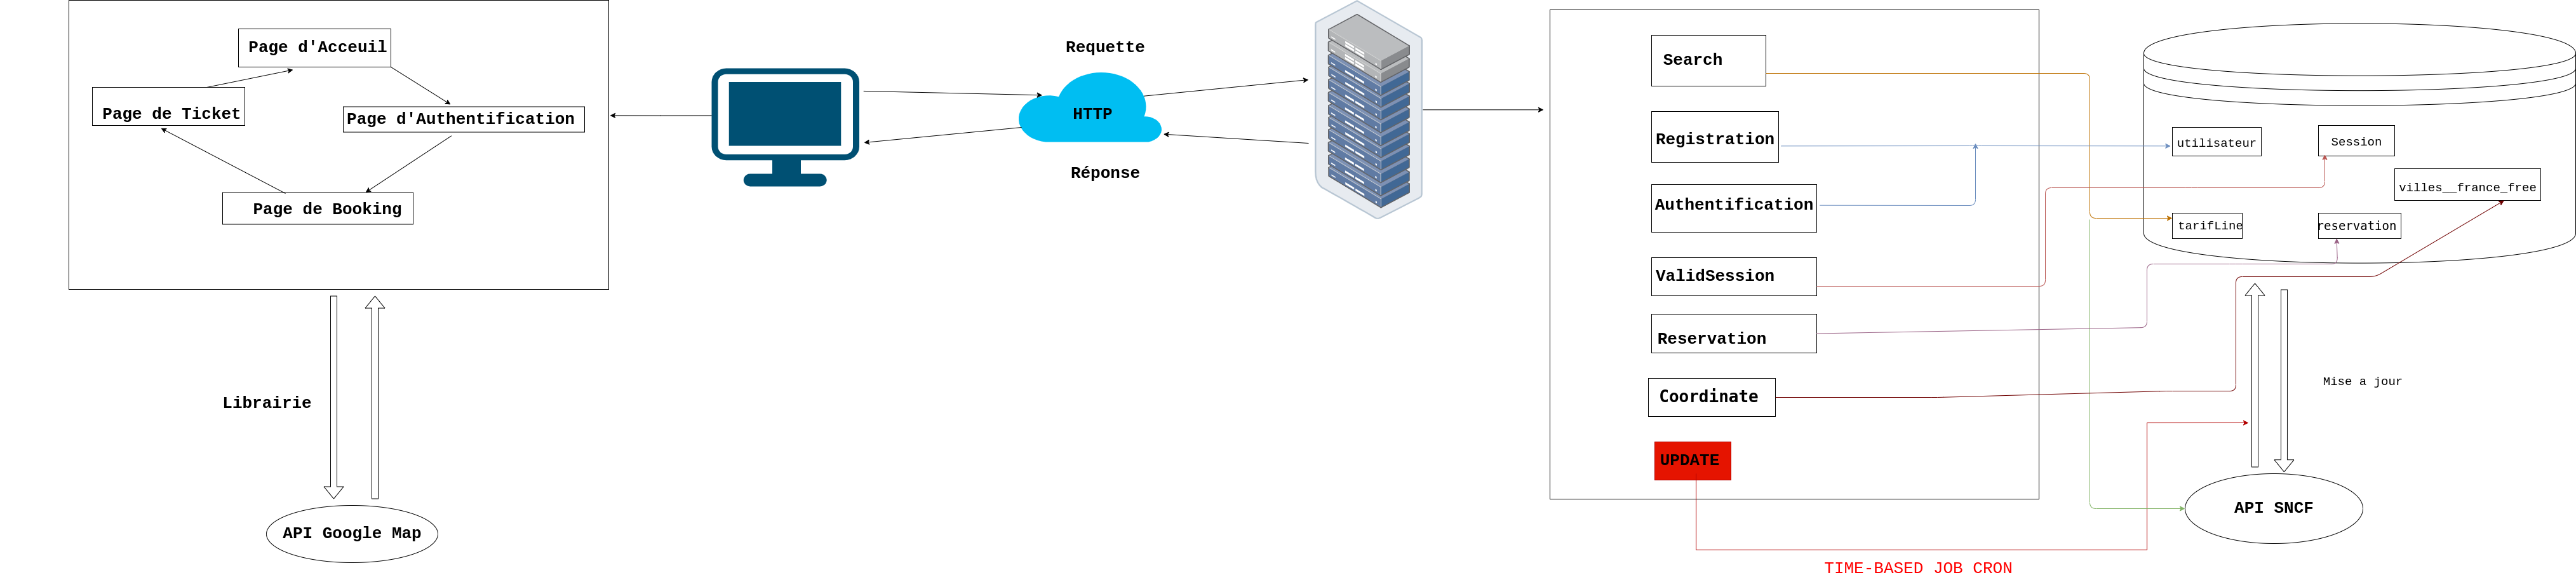 Page d'Acceuil
Page de Ticket
Page d'Authentification
Page de Booking
Librairie
API Google Map
Requette
HTTP
Réponse
Search
Registration
Authentification
ValidSession
Reservation
Coordinate
UPDATE
TIME-BASED JOB CRON
utilisateur
Session
villes__france_free
tarifLine
reservation
Mise a jour
API SNCF